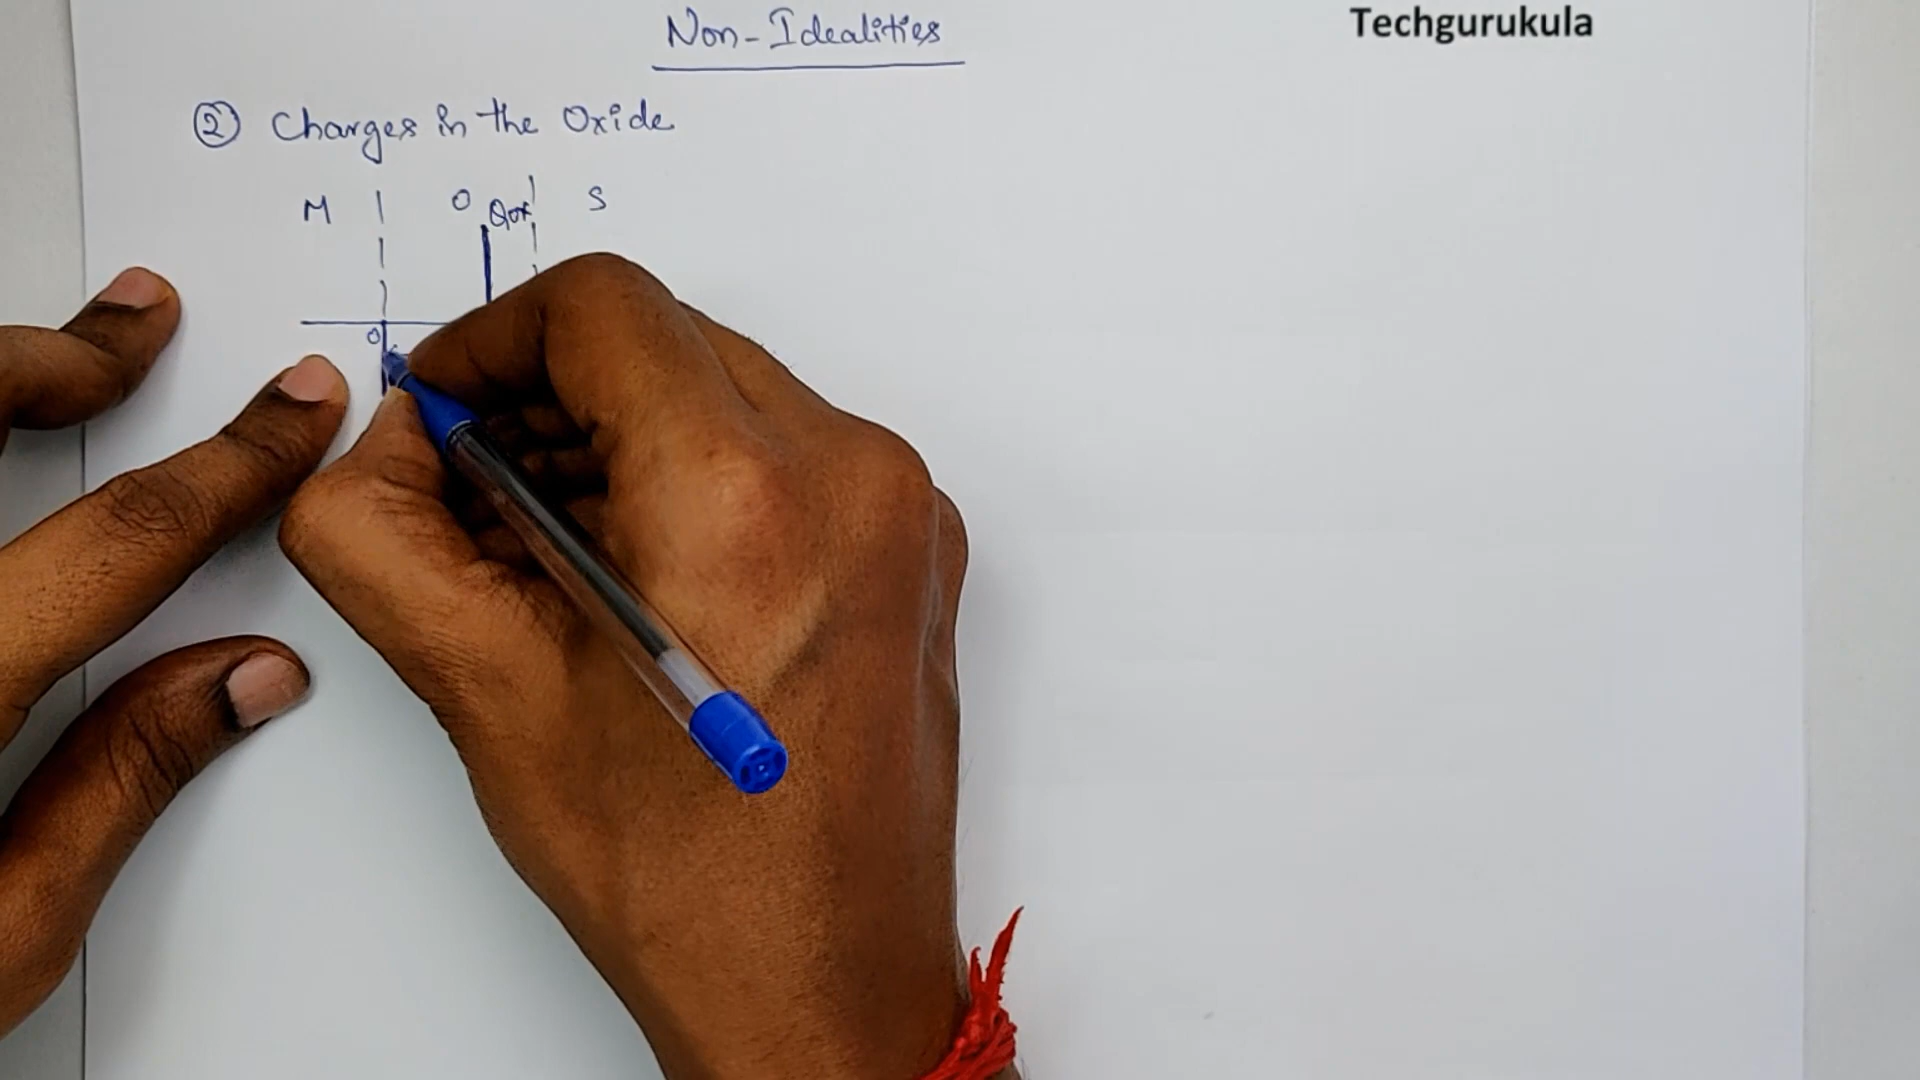 Non-Idealities
Techgurukula
② Charges in the Oxide
M O Qox S
0